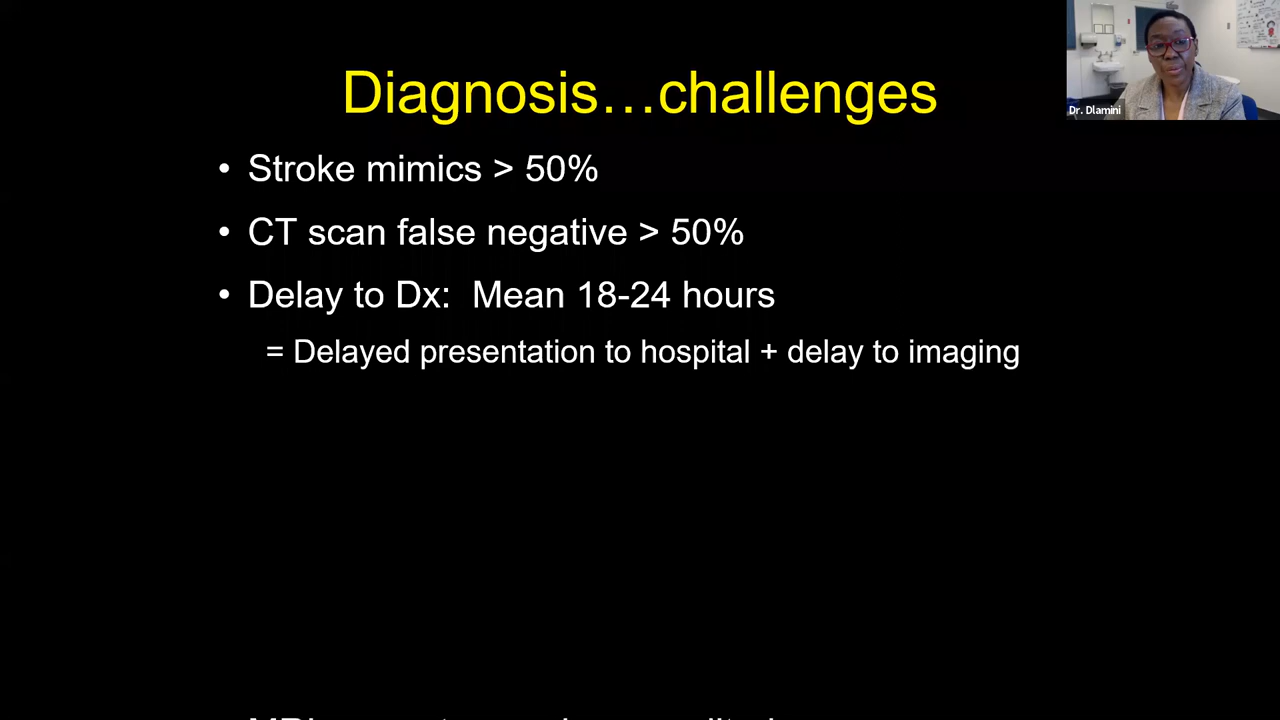 Diagnosis…challenges
Dr. Dlamini
• Stroke mimics > 50%
• CT scan false negative > 50%
• Delay to Dx: Mean 18-24 hours
= Delayed presentation to hospital + delay to imaging